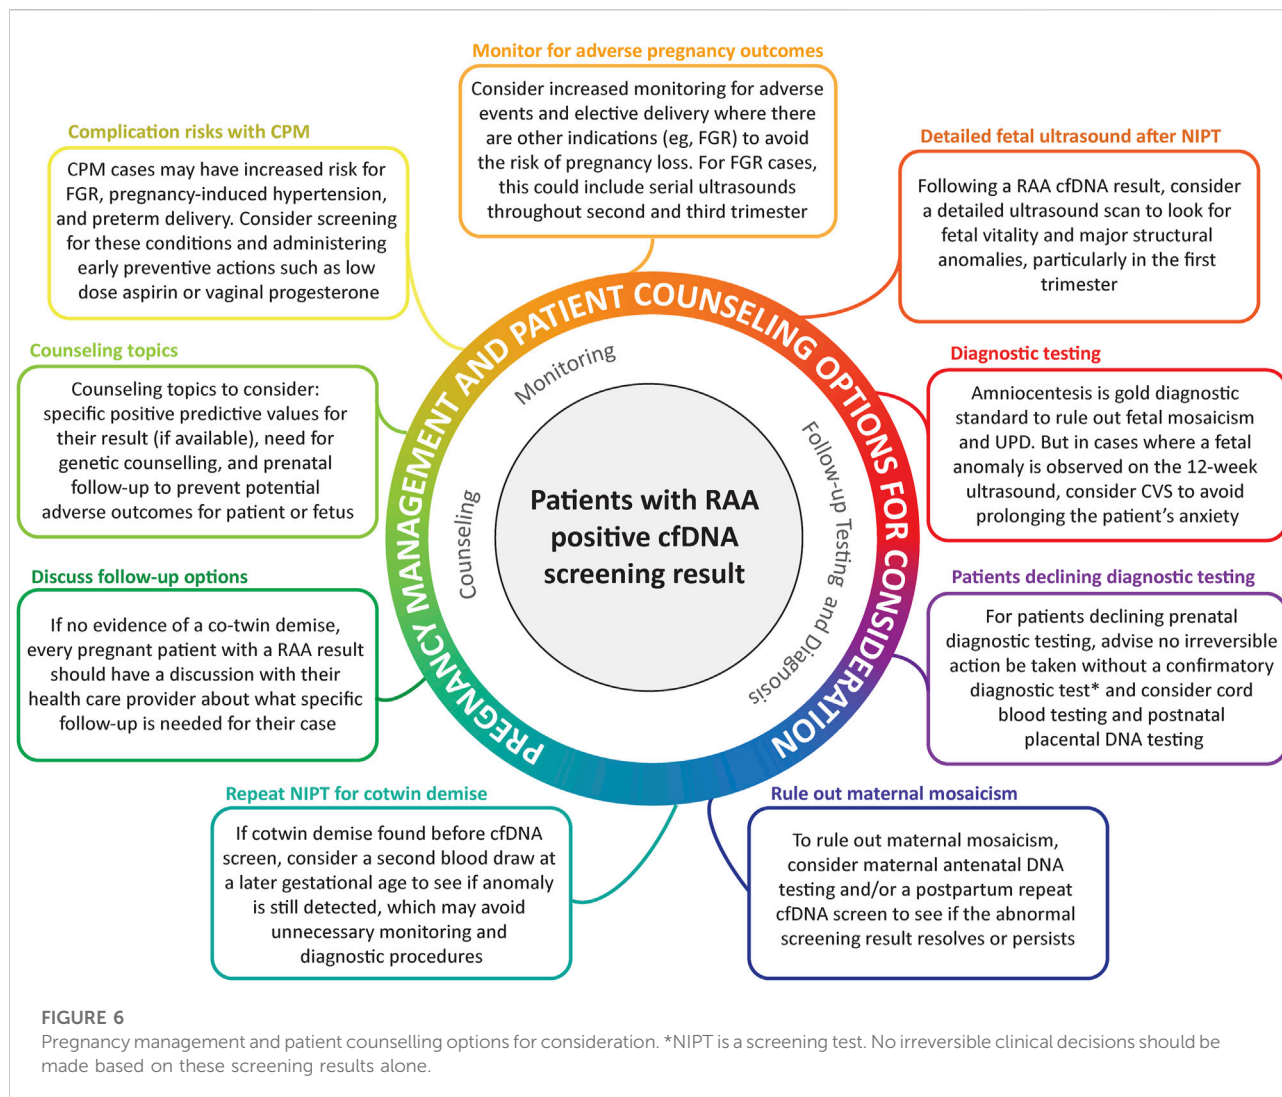 Monitor for adverse pregnancy outcomes
Consider increased monitoring for adverse
events and elective delivery where there
are other indications (eg, FGR) to avoid
the risk of pregnancy loss. For FGR cases,
this could include serial ultrasounds
throughout second and third trimester
Complication risks with CPM
CPM cases may have increased risk for
FGR, pregnancy-induced hypertension,
and preterm delivery. Consider screening
for these conditions and administering
early preventive actions such as low
dose aspirin or vaginal progesterone
Detailed fetal ultrasound after NIPT
Following a RAA cfDNA result, consider
a detailed ultrasound scan to look for
fetal vitality and major structural
anomalies, particularly in the first
trimester
Counseling topics
Counseling topics to consider:
specific positive predictive values for
their result (if available), need for
genetic counselling, and prenatal
follow-up to prevent potential
adverse outcomes for patient or fetus
Diagnostic testing
Amniocentesis is gold diagnostic
standard to rule out fetal mosaicism
and UPD. But in cases where a fetal
anomaly is observed on the 12-week
ultrasound, consider CVS to avoid
prolonging the patient's anxiety
PREGNANCY MANAGEMENT AND PATIENT COUNSELING OPTIONS FOR CONSIDERATION
Monitoring
Counseling
Follow-up Testing and Diagnosis
Patients with RAA
positive cfDNA
screening result
Discuss follow-up options
If no evidence of a co-twin demise,
every pregnant patient with a RAA result
should have a discussion with their
health care provider about what specific
follow-up is needed for their case
Patients declining diagnostic testing
For patients declining prenatal
diagnostic testing, advise no irreversible
action be taken without a confirmatory
diagnostic test* and consider cord
blood testing and postnatal
placental DNA testing
Repeat NIPT for cotwin demise
If cotwin demise found before cfDNA
screen, consider a second blood draw at
a later gestational age to see if anomaly
is still detected, which may avoid
unnecessary monitoring and
diagnostic procedures
Rule out maternal mosaicism
To rule out maternal mosaicism,
consider maternal antenatal DNA
testing and/or a postpartum repeat
cfDNA screen to see if the abnormal
screening result resolves or persists
FIGURE 6
Pregnancy management and patient counselling options for consideration. *NIPT is a screening test. No irreversible clinical decisions should be
made based on these screening results alone.